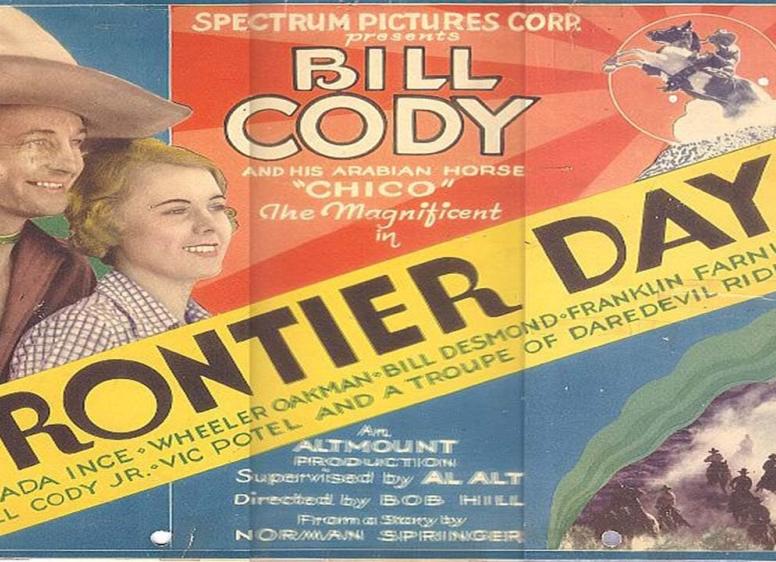 SPECTRUM PICTURES CORP.
presents
BILL
CODY
AND HIS ARABIAN HORSE
"CHICO"
The Magnificent
in
RONTIER DAY
ADA INCE • WHEELER OAKMAN • BILL DESMOND • FRANKLIN FARN
LL CODY JR. • VIC POTEL AND A TROUPE OF DAREDEVIL RID
An
ALTMOUNT
PRODUCTION
Supervised by AL ALT
Directed by BOB HILL
From a Story by
NORMAN SPRINGER